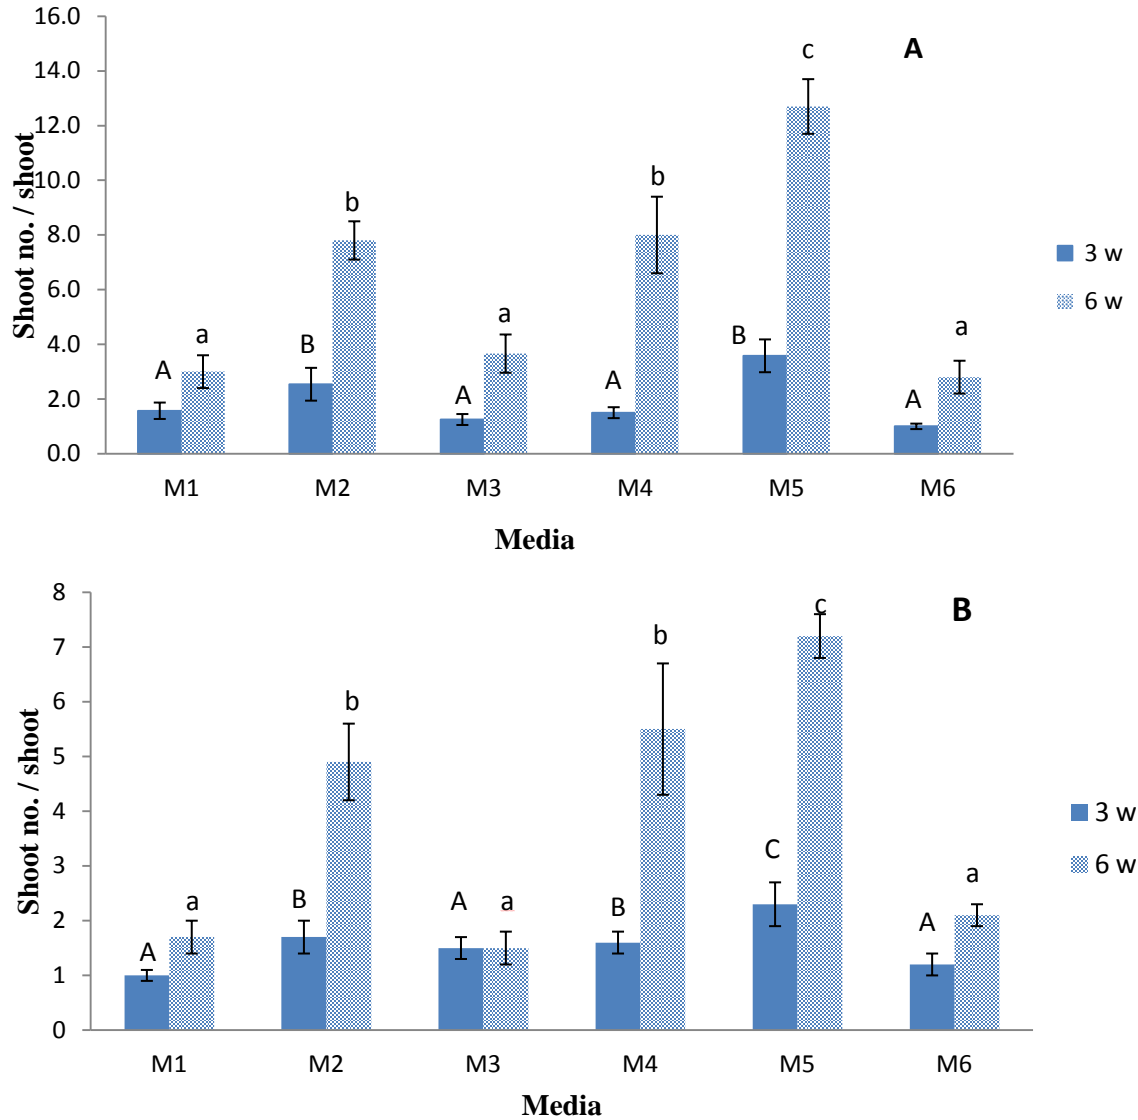 16.0
14.0
12.0
10.0
8.0
6.0
4.0
2.0
0.0
Shoot no. / shoot
A
A a B b A a A b B c A a
M1 M2 M3 M4 M5 M6
Media
3 w
6 w
8
7
6
5
4
3
2
1
0
Shoot no. / shoot
B
A a B b A a B b C c A a
M1 M2 M3 M4 M5 M6
Media
3 w
6 w